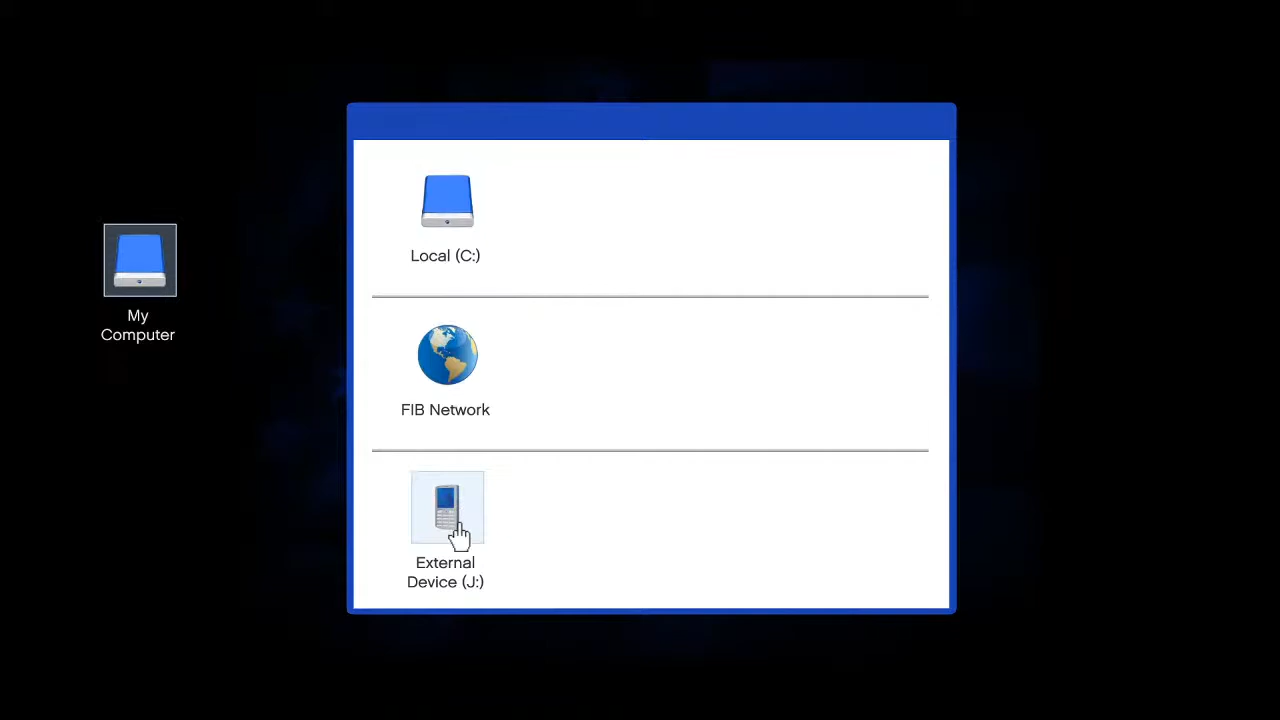 Local (C:)
My
Computer
FIB Network
External
Device (J:)